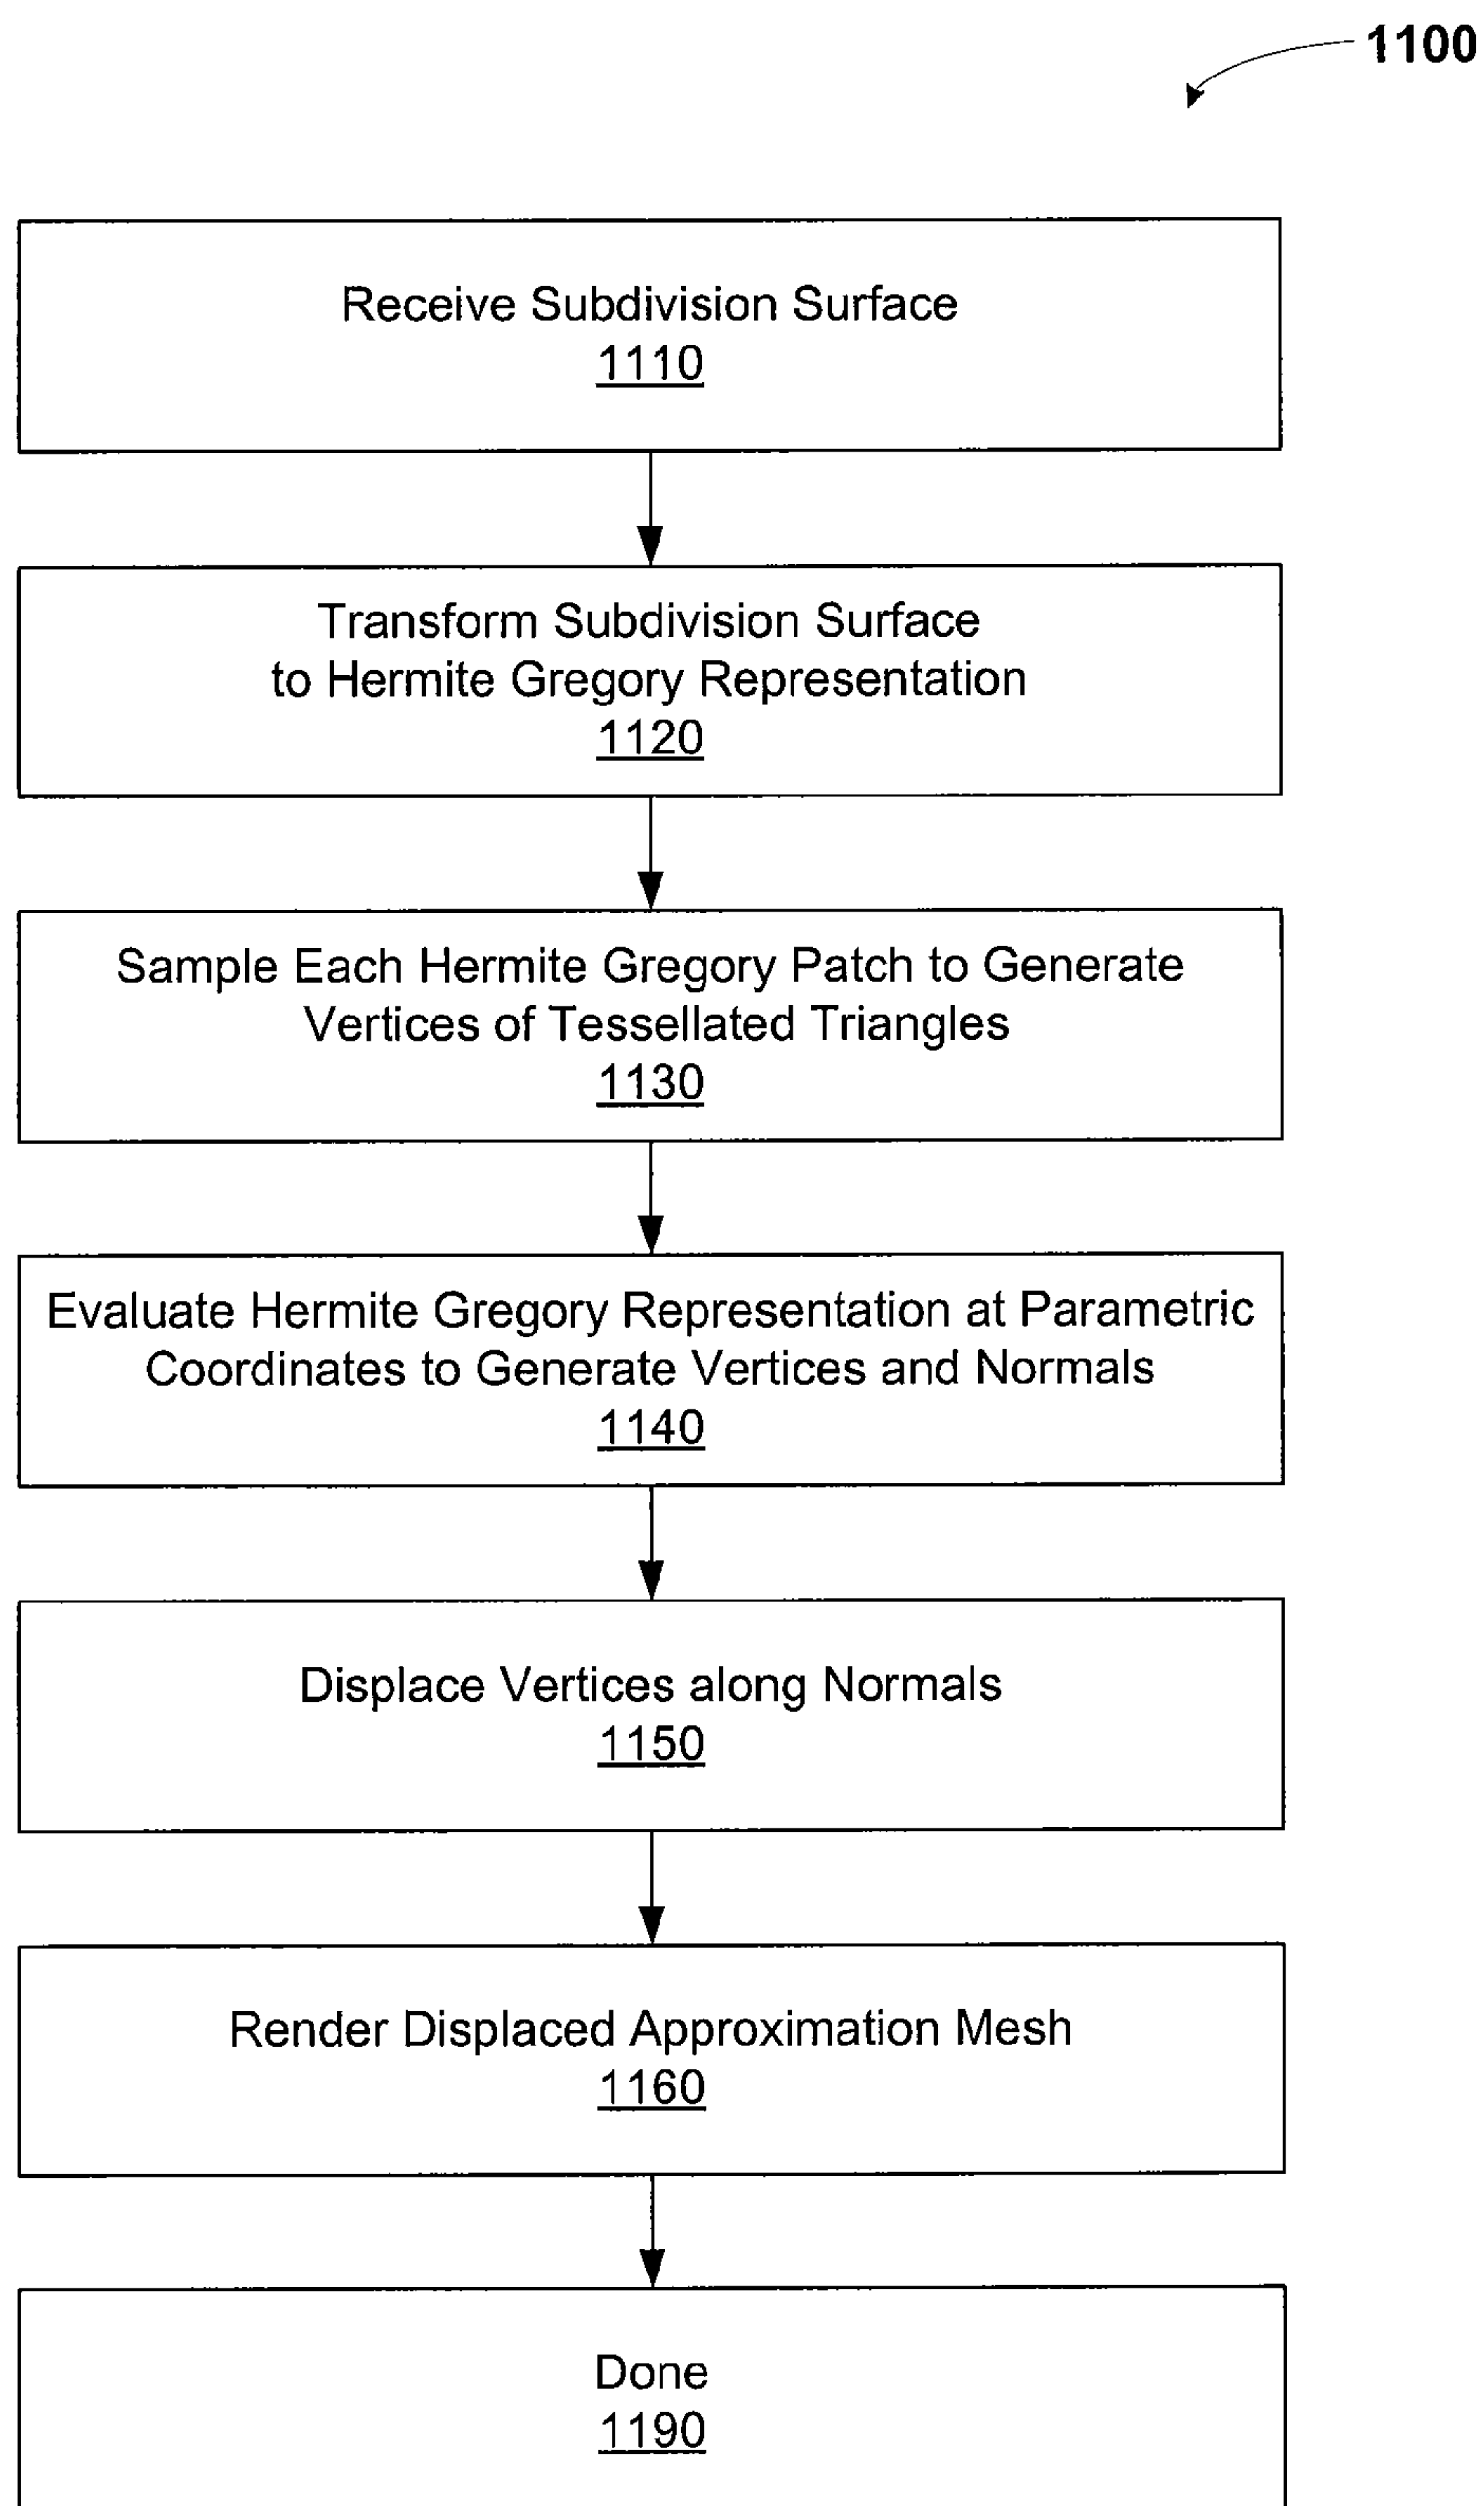 1100
Receive Subdivision Surface
1110
Transform Subdivision Surface
to Hermite Gregory Representation
1120
Sample Each Hermite Gregory Patch to Generate
Vertices of Tessellated Triangles
1130
Evaluate Hermite Gregory Representation at Parametric
Coordinates to Generate Vertices and Normals
1140
Displace Vertices along Normals
1150
Render Displaced Approximation Mesh
1160
Done
1190